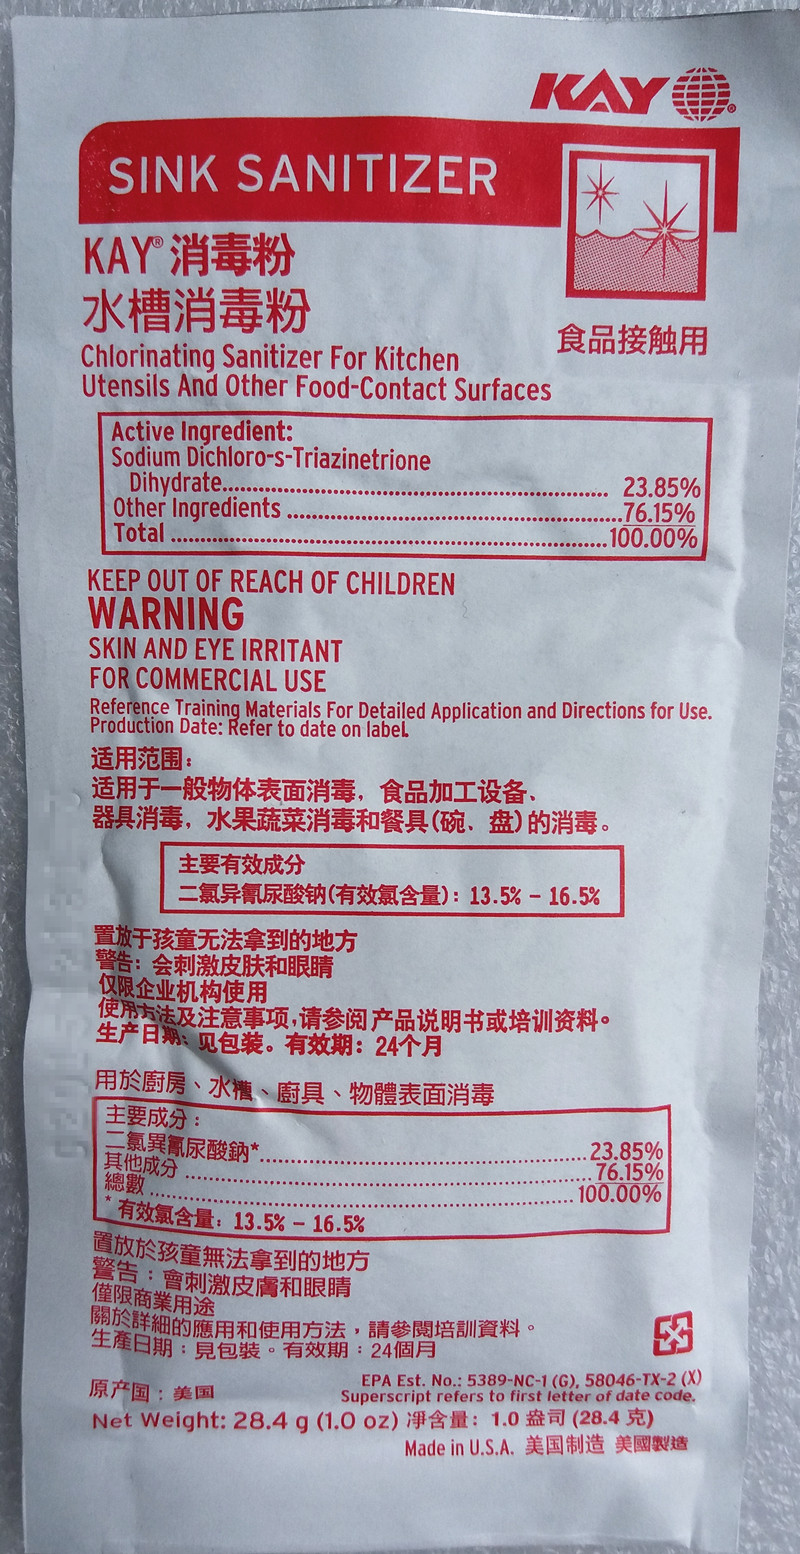 KAY
SINK SANITIZER
KAY® 消毒粉
水槽消毒粉
食品接触用
Chlorinating Sanitizer For Kitchen
Utensils And Other Food-Contact Surfaces
Active Ingredient:
Sodium Dichloro-s-Triazinetrione
Dihydrate........ 23.85%
Other Ingredients ........ 76.15%
Total ........ 100.00%
KEEP OUT OF REACH OF CHILDREN
WARNING
SKIN AND EYE IRRITANT
FOR COMMERCIAL USE
Reference Training Materials For Detailed Application and Directions for Use.
Production Date: Refer to date on label.
适用范围：
适用于一般物体表面消毒，食品加工设备、
器具消毒，水果蔬菜消毒和餐具(碗、盘)的消毒。
主要有效成分
二氯异氰尿酸钠(有效氯含量)：13.5% - 16.5%
置放于孩童无法拿到的地方
警告：会刺激皮肤和眼睛
仅限企业机构使用
使用方法及注意事项,请参阅产品说明书或培训资料。
生产日期：见包装。有效期：24个月
用於廚房、水槽、廚具、物體表面消毒
主要成分：
二氯異氰尿酸鈉*........ 23.85%
其他成分 ........ 76.15%
總數 ........ 100.00%
* 有效氯含量：13.5% - 16.5%
置放於孩童無法拿到的地方
警告：會刺激皮膚和眼睛
僅限商業用途
關於詳細的應用和使用方法，請參閱培訓資料。
生產日期：見包裝。有效期：24個月
原产国：美国
EPA Est. No.: 5389-NC-1 (G), 58046-TX-2 (X)
Superscript refers to first letter of date code.
Net Weight: 28.4 g (1.0 oz) 淨含量：1.0 盎司 (28.4 克)
Made in U.S.A. 美国制造 美國製造